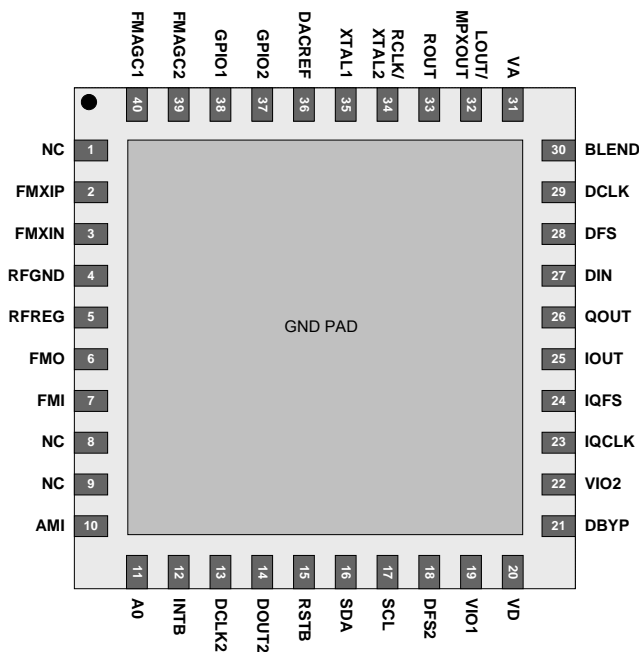 FMAGC1
FMAGC2
GPIO1
GPIO2
DACREF
XTAL1
RCLK/
XTAL2
ROUT
LOUT/
MPXOUT
VA
40
39
38
37
36
35
34
33
32
31
NC 1
FMXIP 2
FMXIN 3
RFGND 4
RFREG 5
FMO 6
FMI 7
NC 8
NC 9
AMI 10
GND PAD
30 BLEND
29 DCLK
28 DFS
27 DIN
26 QOUT
25 IOUT
24 IQFS
23 IQCLK
22 VIO2
21 DBYP
11
12
13
14
15
16
17
18
19
20
A0
INTB
DCLK2
DOUT2
RSTB
SDA
SCL
DFS2
VIO1
VD